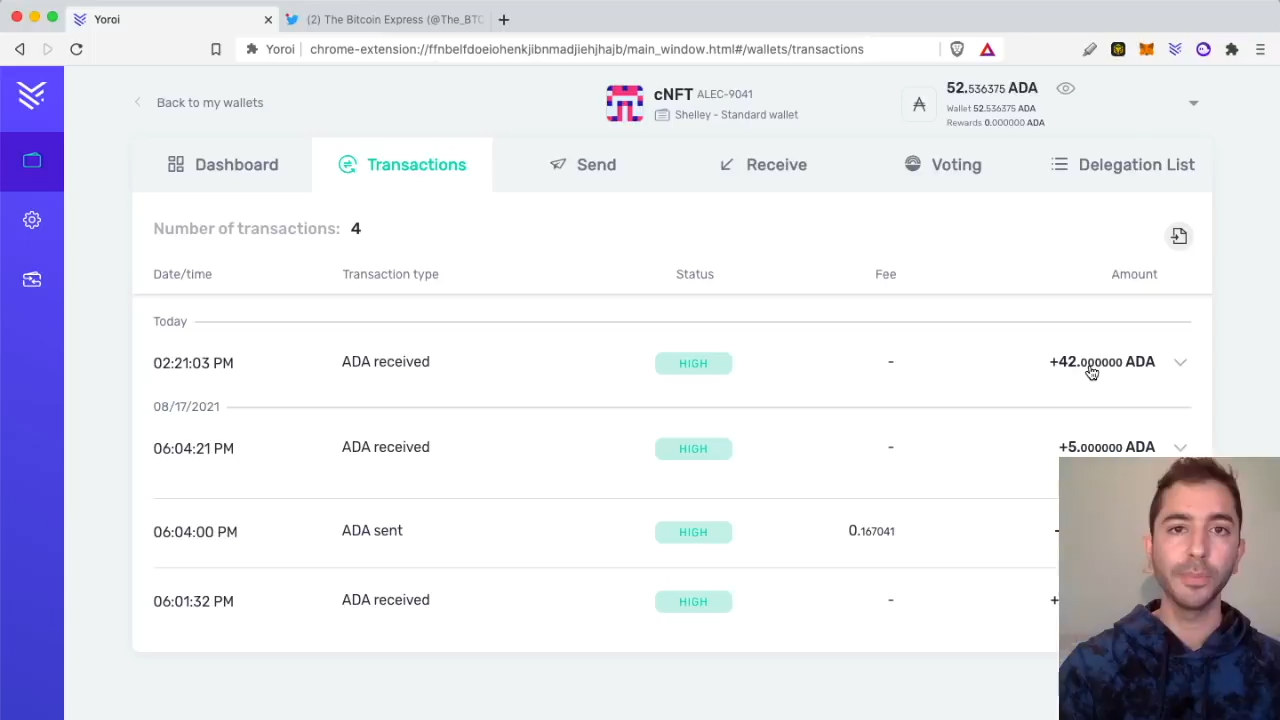 Yoroi
(2) The Bitcoin Express (@The_BTC
Yoroi chrome-extension://ffnbelfdoeiohenkjibnmadjiehjhajb/main_window.html#/wallets/transactions
Back to my wallets
cNFT ALEC-9041
Shelley - Standard wallet
52.536375 ADA
Wallet 52.536375 ADA
Rewards 0.000000 ADA
Dashboard Transactions Send Receive Voting Delegation List
Number of transactions: 4
Date/time Transaction type Status Fee Amount
Today
02:21:03 PM ADA received HIGH - +42.000000 ADA
08/17/2021
06:04:21 PM ADA received HIGH - +5.000000 ADA
06:04:00 PM ADA sent HIGH 0.167041 -
06:01:32 PM ADA received HIGH - +